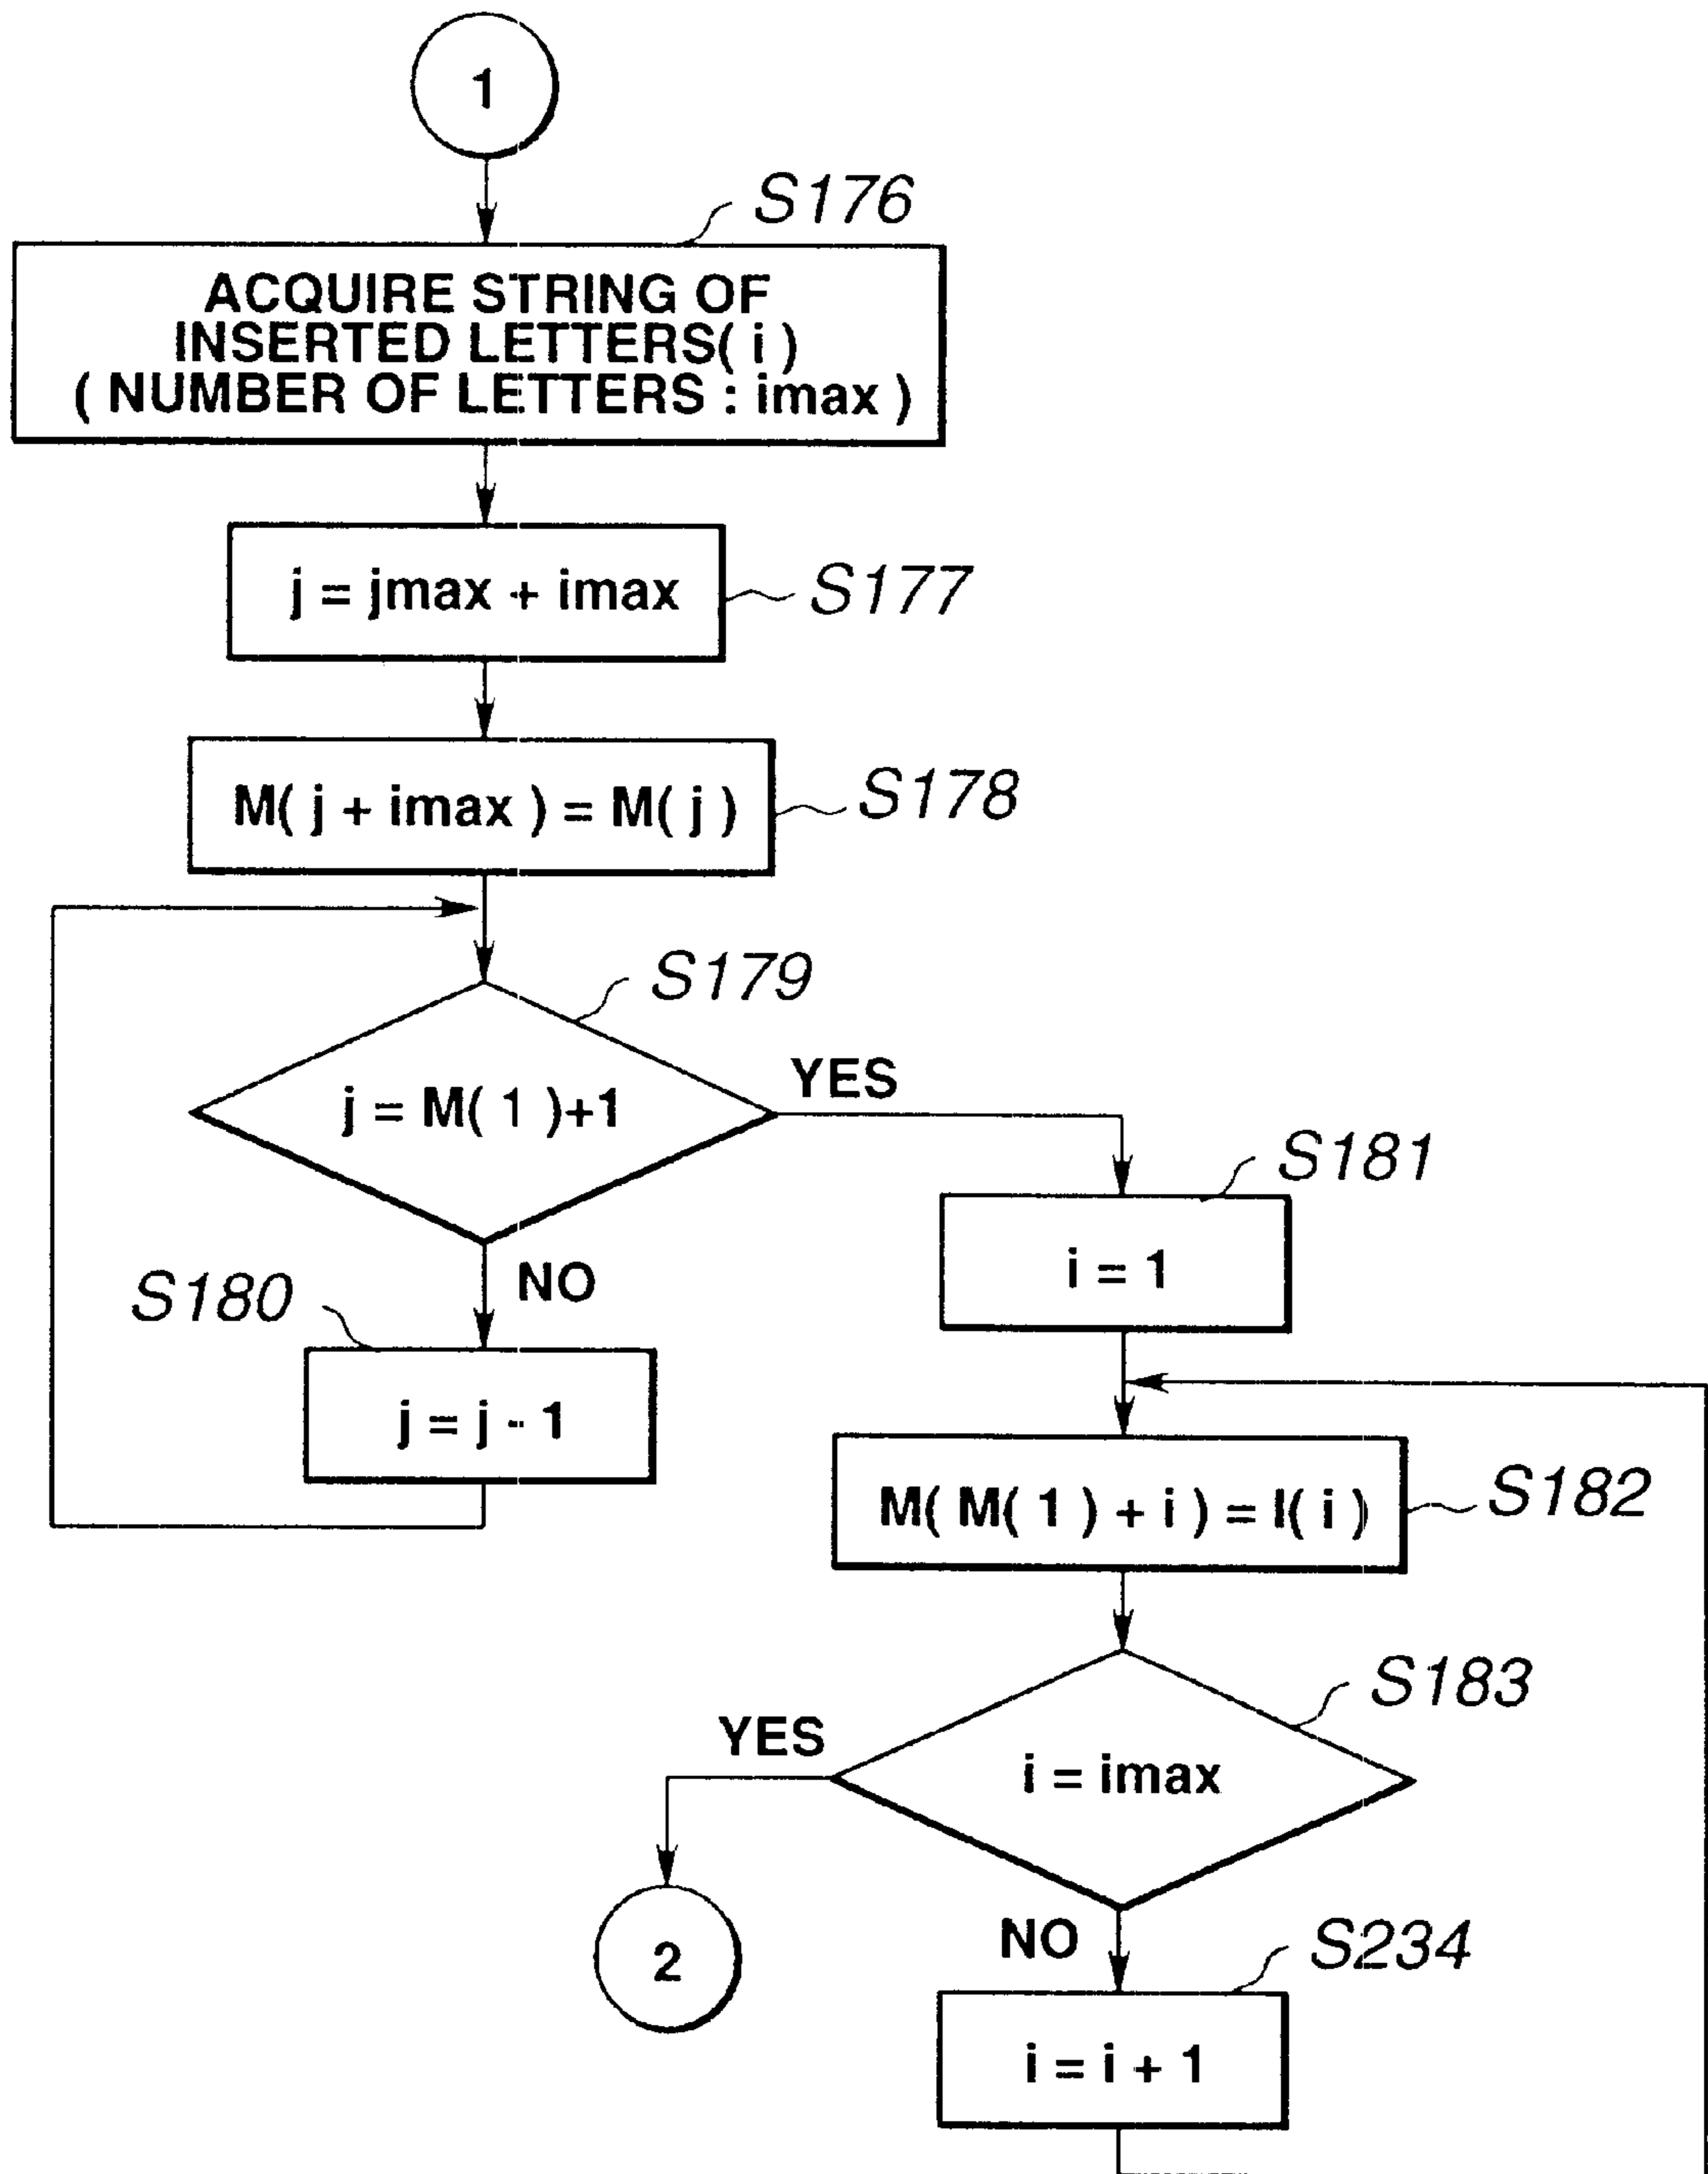 1
S176
ACQUIRE STRING OF
INSERTED LETTERS( i )
( NUMBER OF LETTERS : imax )
j = jmax + imax
S177
M( j + imax ) = M( j )
S178
S179
j = M( 1 )+1
YES
S181
i = 1
NO
S180
j = j - 1
M( M( 1 ) + i ) = I( i )
S182
S183
i = imax
YES
2
NO
S234
i = i + 1